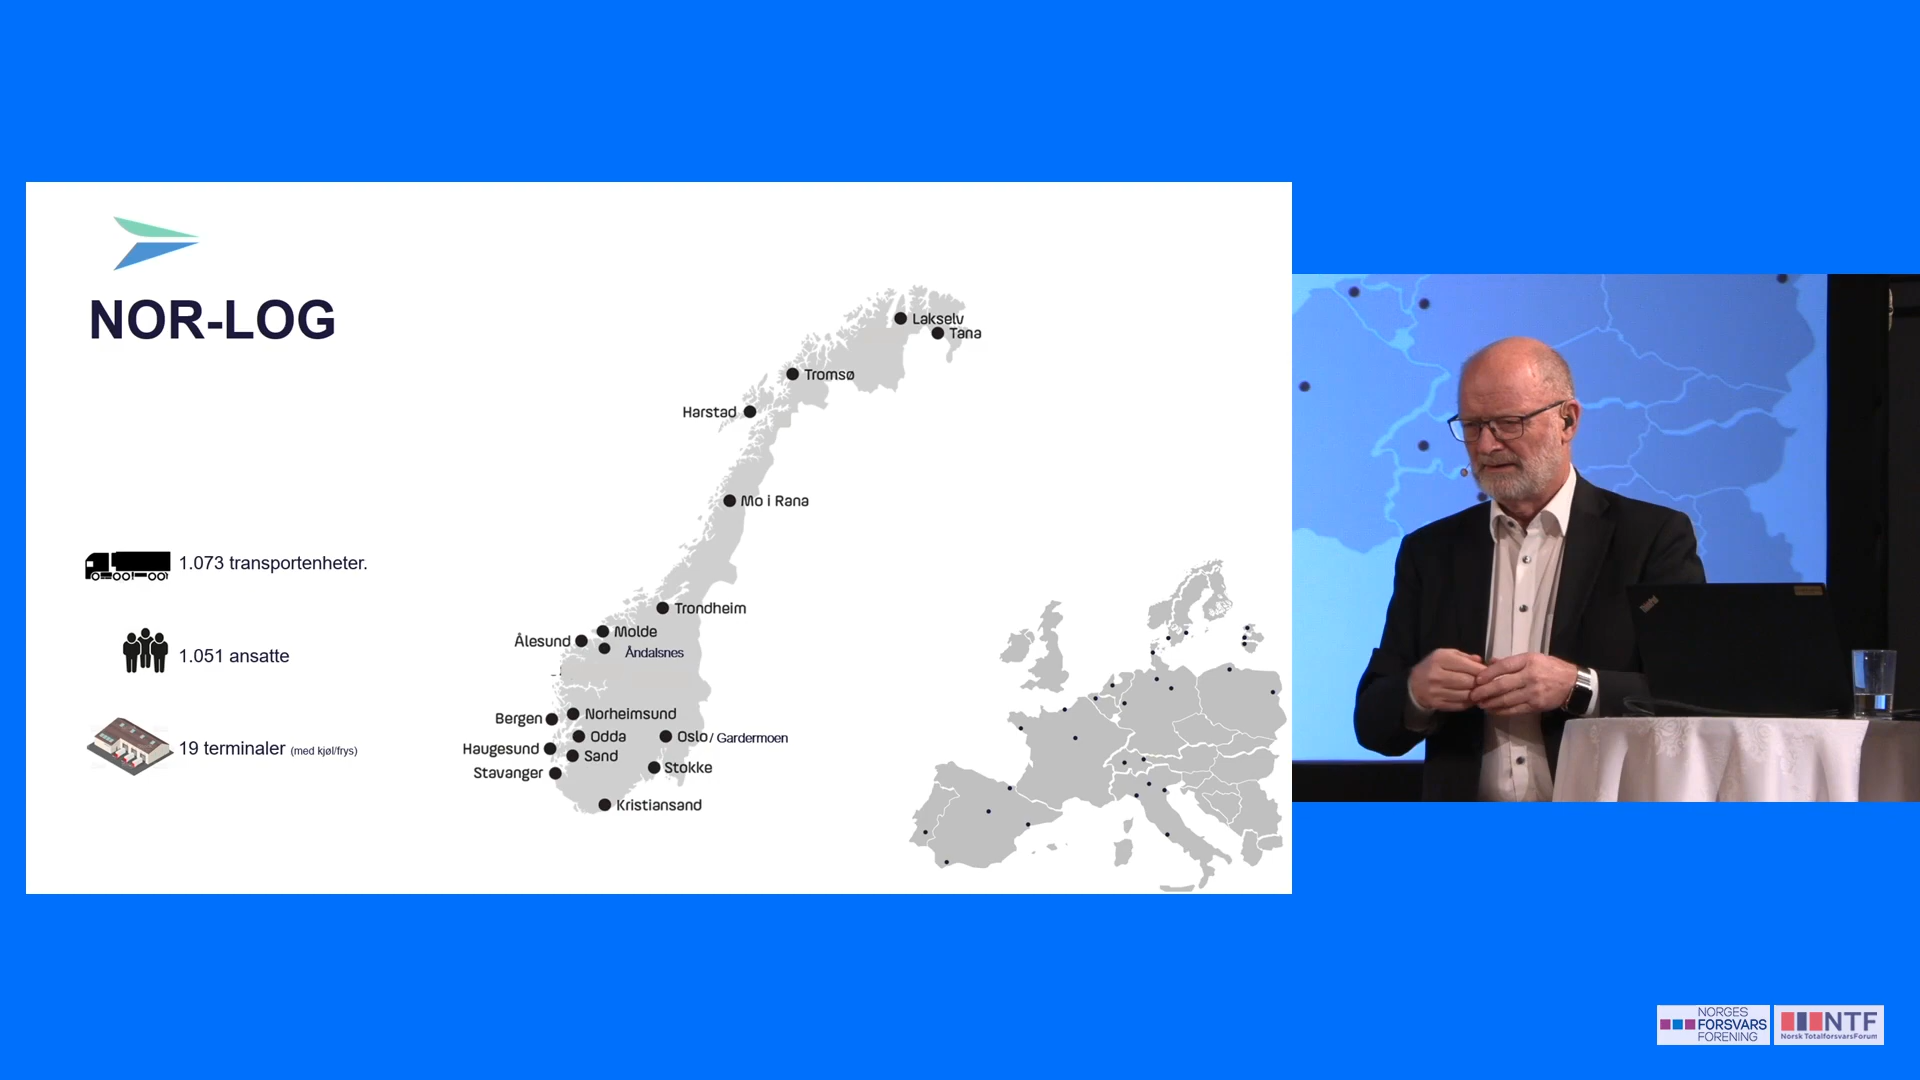 NOR-LOG
1.073 transportenheter.
1.051 ansatte
19 terminaler (med kjøl/frys)
Lakselv
Tana
Tromsø
Harstad
Mo i Rana
Trondheim
Molde
Ålesund
Åndalsnes
Norheimsund
Bergen
Odda
Oslo / Gardermoen
Haugesund
Sand
Stokke
Stavanger
Kristiansand
NORGES
FORSVARS
FORENING
NTF
Norsk TotalforsvarsForum